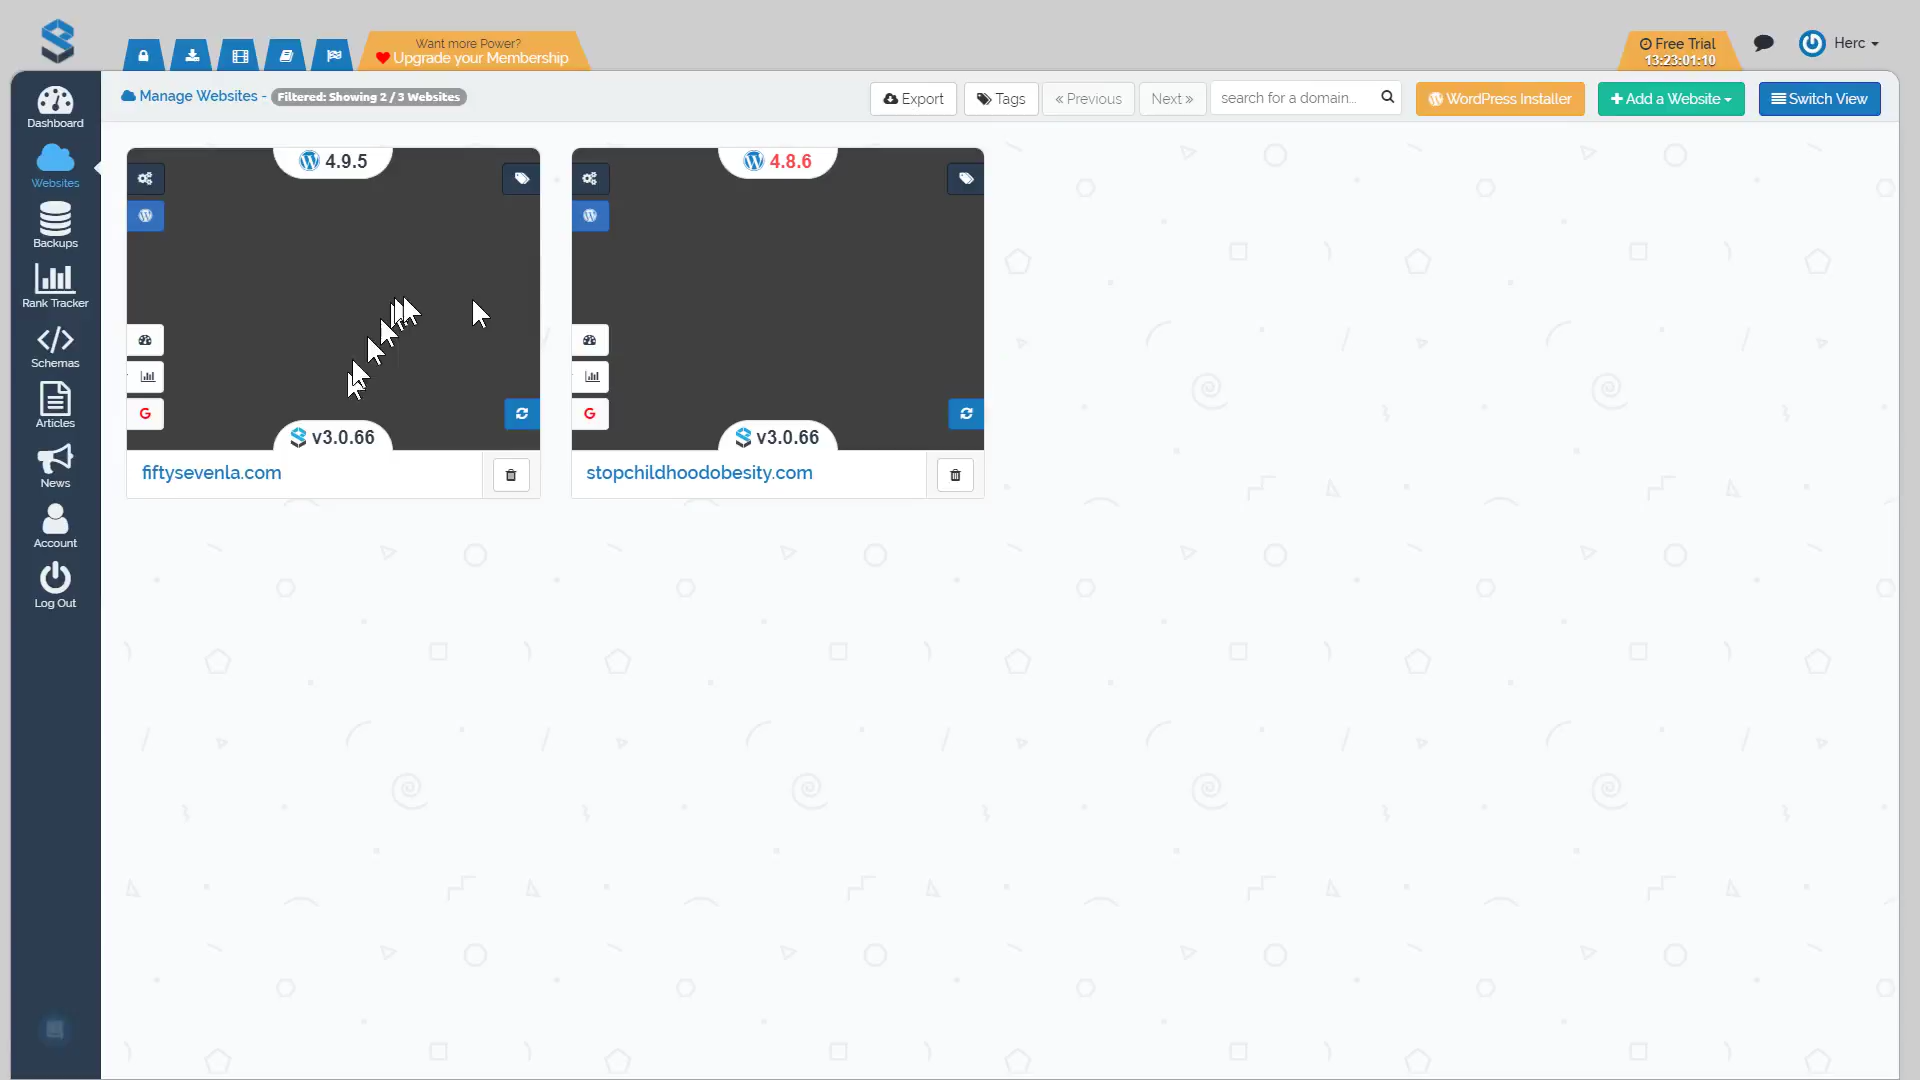 Want more Power?
Upgrade your Membership
Free Trial
13:23:01:10
Herc
Manage Websites - Filtered: Showing 2 / 3 Websites
Export
Tags
« Previous
Next »
search for a domain...
WordPress Installer
+ Add a Website
Switch View
Dashboard
Websites
Backups
Rank Tracker
Schemas
Articles
News
Account
Log Out
4.9.5
G
v3.0.66
fiftysevenla.com
4.8.6
G
v3.0.66
stopchildhoodobesity.com